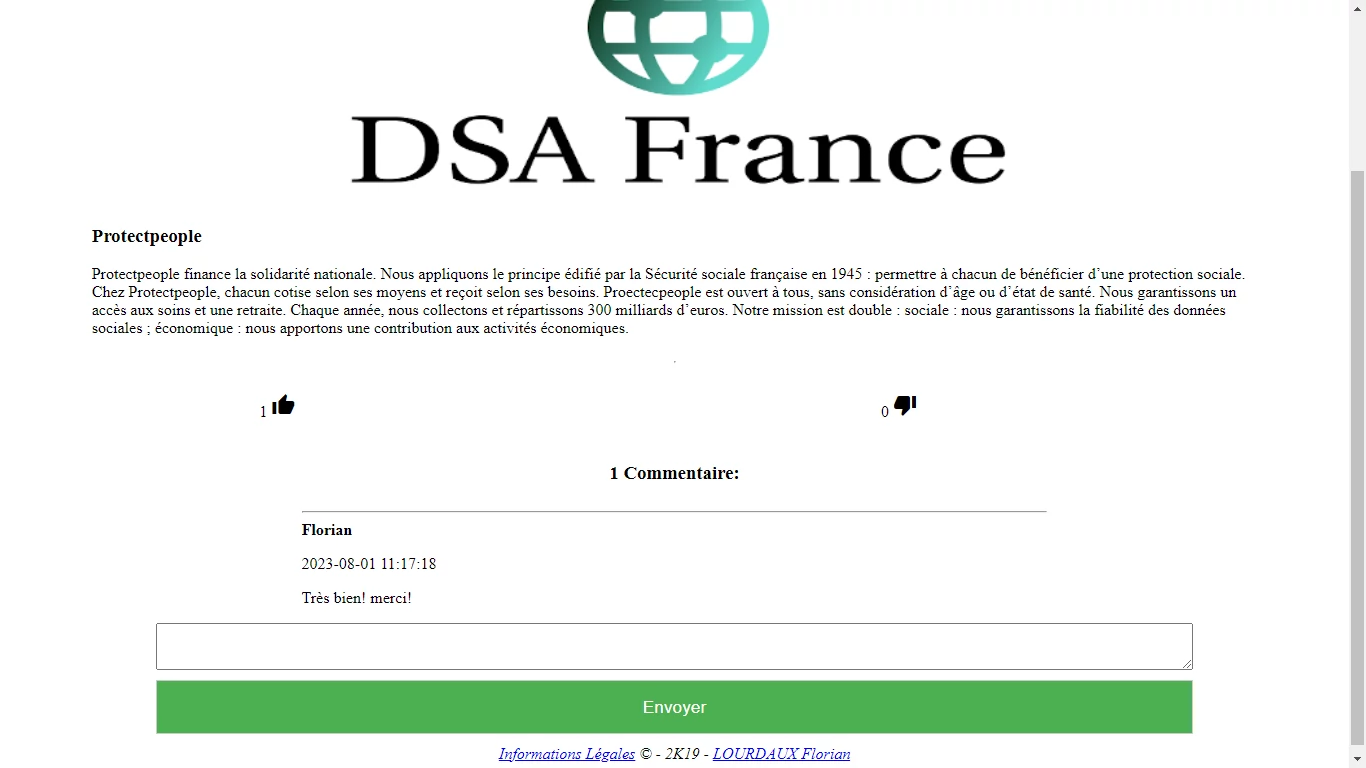 DSA France
Protectpeople
Protectpeople finance la solidarité nationale. Nous appliquons le principe édifié par la Sécurité sociale française en 1945 : permettre à chacun de bénéficier d’une protection sociale.
Chez Protectpeople, chacun cotise selon ses moyens et reçoit selon ses besoins. Proectecpeople est ouvert à tous, sans considération d’âge ou d’état de santé. Nous garantissons un
accès aux soins et une retraite. Chaque année, nous collectons et répartissons 300 milliards d’euros. Notre mission est double : sociale : nous garantissons la fiabilité des données
sociales ; économique : nous apportons une contribution aux activités économiques.
1
0
1 Commentaire:
Florian
2023-08-01 11:17:18
Très bien! merci!
Envoyer
Informations Légales © - 2K19 - LOURDAUX Florian